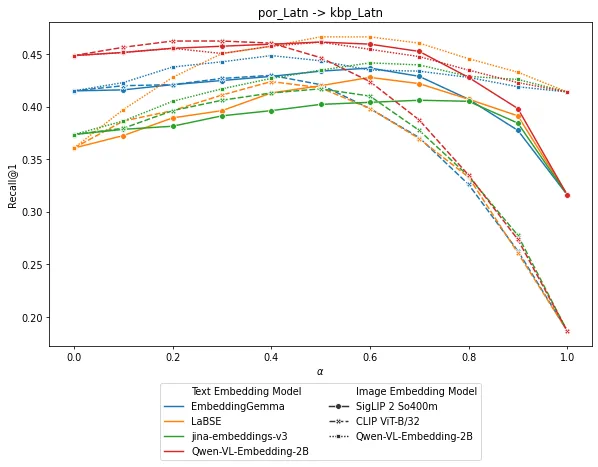 por_Latn -> kbp_Latn
Recall@1
0.45
0.40
0.35
0.30
0.25
0.20
0.0 0.2 0.4 0.6 0.8 1.0
α
Text Embedding Model
EmbeddingGemma
LaBSE
jina-embeddings-v3
Qwen-VL-Embedding-2B
Image Embedding Model
SigLIP 2 So400m
CLIP ViT-B/32
Qwen-VL-Embedding-2B